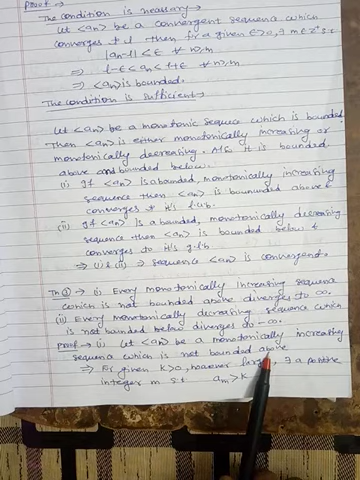 Proof →
The condition is necessary →
Let <an> be a convergent sequence which
converges to l then for a given ε>0, ∃ m∈z⁺ s.t.
|an-l| < ε ∀ n≥m
⇒ l-ε < an < l+ε ∀ n≥m
⇒ <an> is bounded.
The condition is sufficient →
Let <an> be a monotonic sequence which is bounded.
Then <an> is either monotonically increasing or
monotonically decreasing. Also it is bounded
above and bounded below.
(i) If <an> is a bounded, monotonically increasing
sequence then <an> is bounded above &
converges to it's l.u.b.
(ii) If <an> is a bounded, monotonically decreasing
sequence then <an> is bounded below &
converges to it's g.l.b.
⇒ (i) & (ii) ⇒ sequence <an> is convergent.
Th ② → (i) Every monotonically increasing sequence
which is not bounded above diverges to ∞.
(ii) Every monotonically decreasing sequence which
is not bounded below diverges to -∞.
Proof → (i) Let <an> be a monotonically increasing
sequence which is not bounded above
⇒ For given K>0, however large, ∃ a positive
integer m s.t am > K